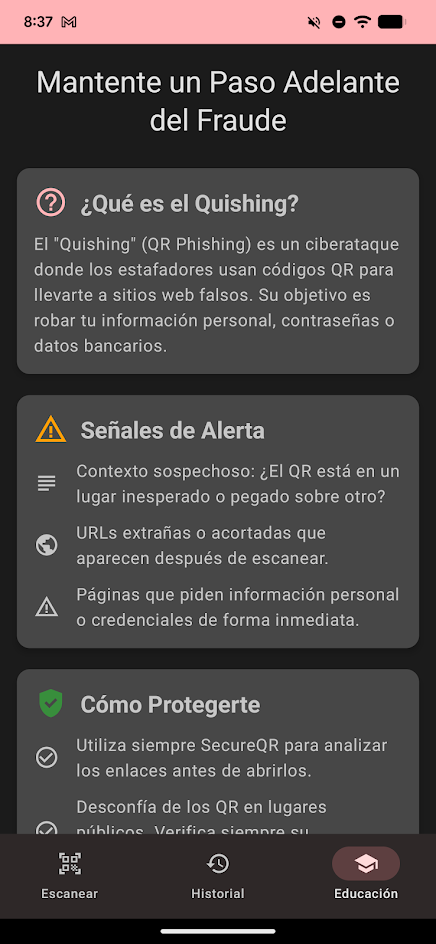 8:37
Mantente un Paso Adelante
del Fraude
¿Qué es el Quishing?
El "Quishing" (QR Phishing) es un ciberataque
donde los estafadores usan códigos QR para
llevarte a sitios web falsos. Su objetivo es
robar tu información personal, contraseñas o
datos bancarios.
Señales de Alerta
Contexto sospechoso: ¿El QR está en un
lugar inesperado o pegado sobre otro?
URLs extrañas o acortadas que
aparecen después de escanear.
Páginas que piden información personal
o credenciales de forma inmediata.
Cómo Protegerte
Utiliza siempre SecureQR para analizar
los enlaces antes de abrirlos.
Desconfía de los QR en lugares
públicos. Verifica siempre su
Escanear
Historial
Educación